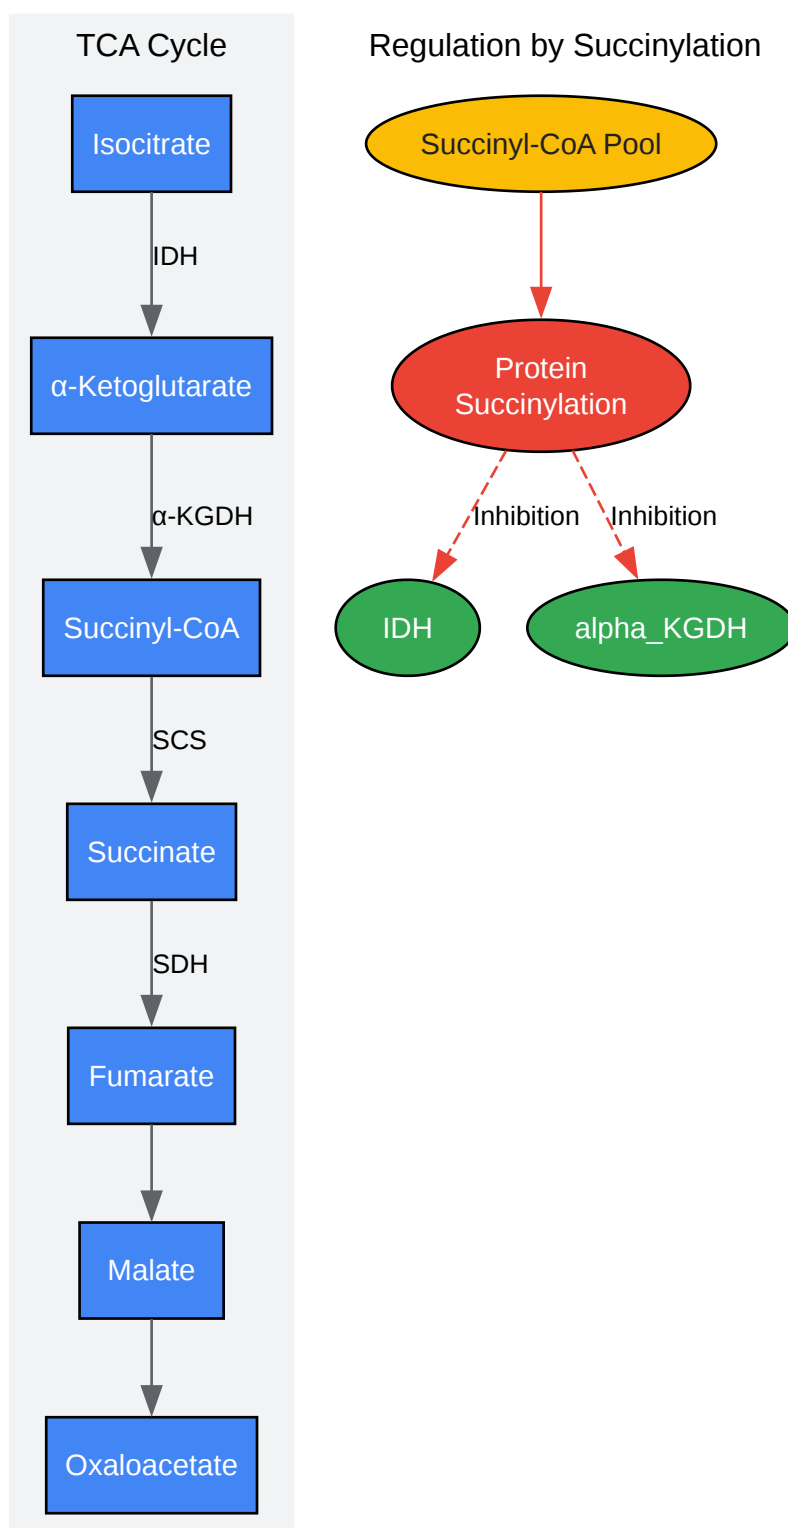 TCA Cycle
Isocitrate
IDH
α-Ketoglutarate
α-KGDH
Succinyl-CoA
SCS
Succinate
SDH
Fumarate
Malate
Oxaloacetate
Regulation by Succinylation
Succinyl-CoA Pool
Protein
Succinylation
Inhibition
Inhibition
IDH
alpha_KGDH